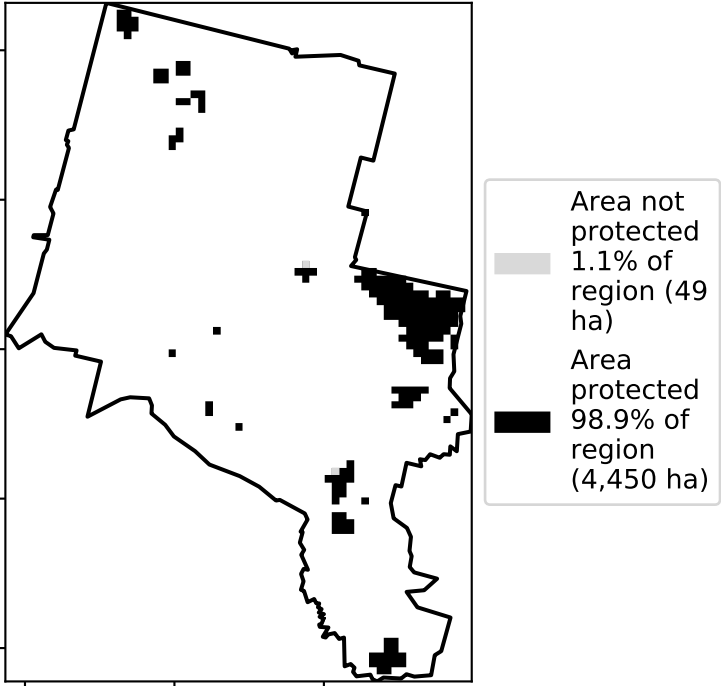 Area not
protected
1.1% of
region (49
ha)
Area
protected
98.9% of
region
(4,450 ha)